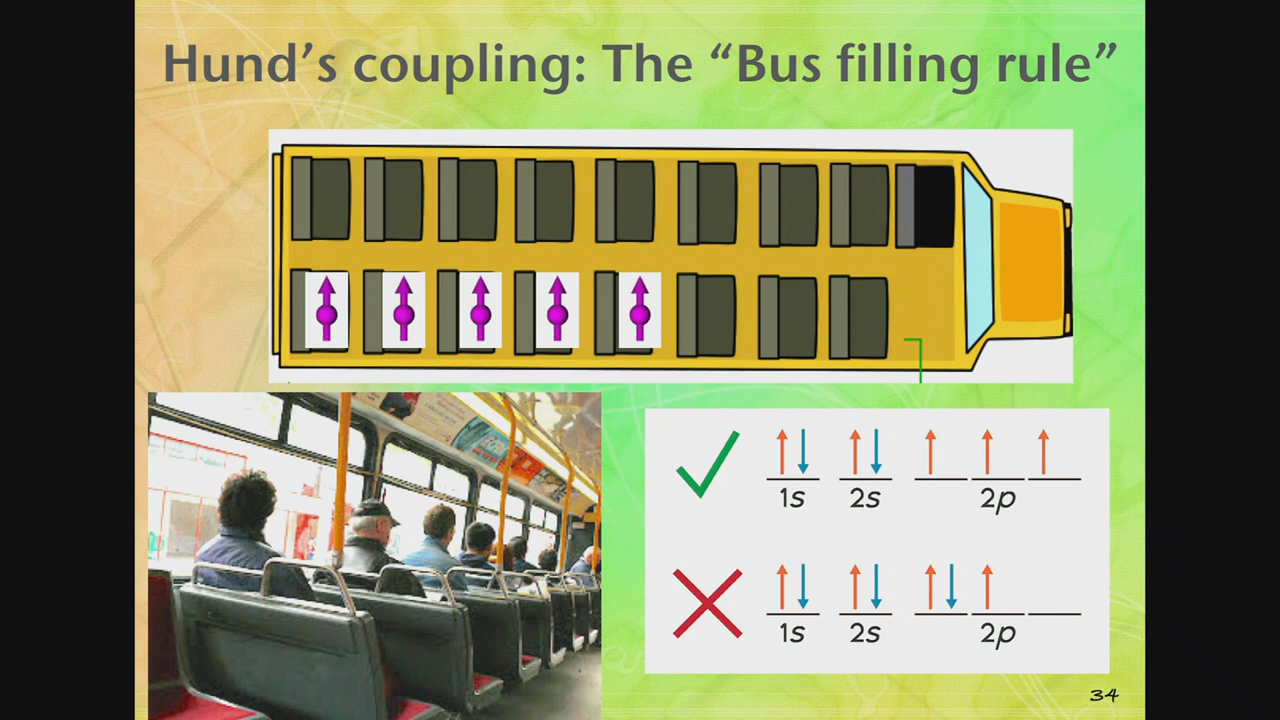 Hund’s coupling: The “Bus filling rule”
1s 2s 2p
1s 2s 2p
34